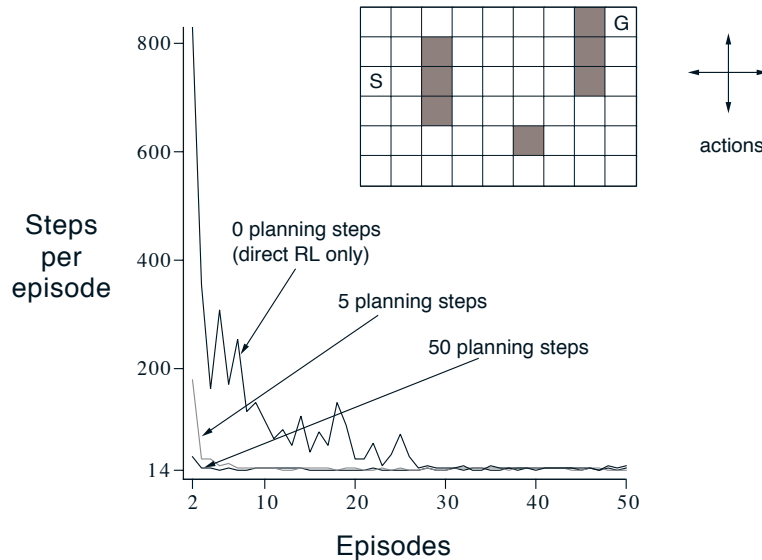 800
600
400
200
14
2
10
20
30
40
50
Steps
per
episode
Episodes
0 planning steps
(direct RL only)
5 planning steps
50 planning steps
S
G
actions